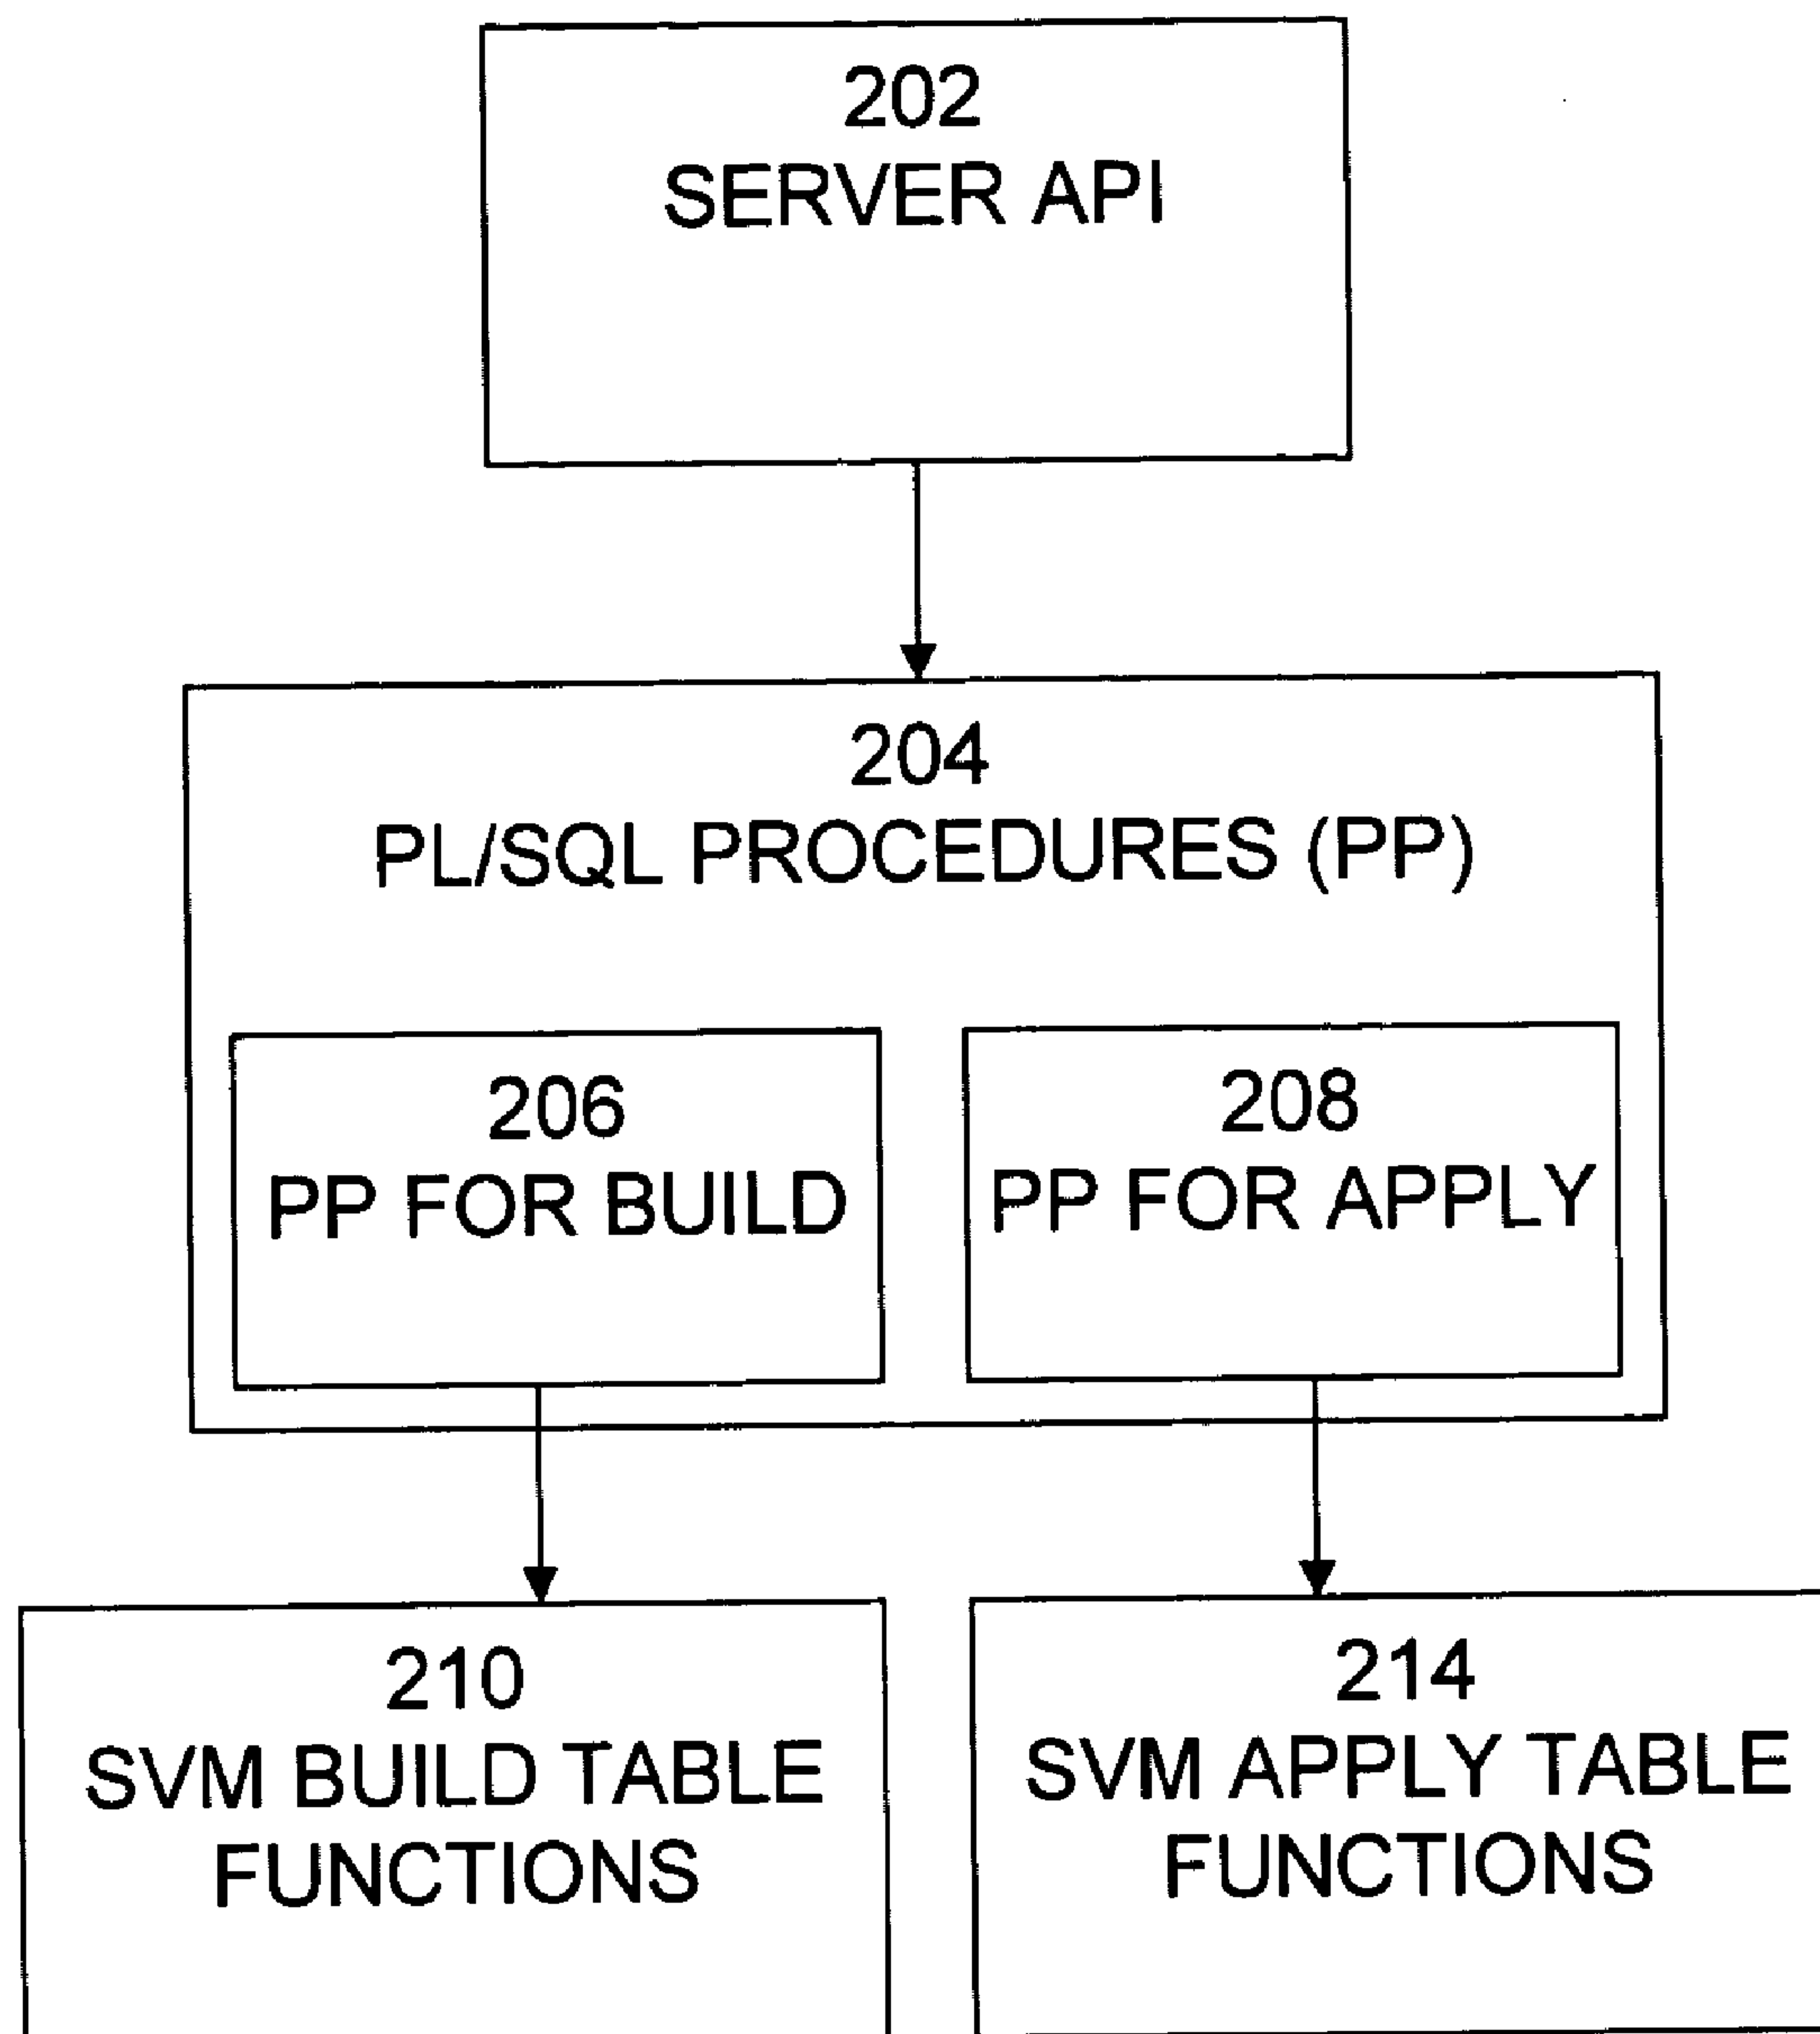 202
SERVER API
204
PL/SQL PROCEDURES (PP)
206
PP FOR BUILD
208
PP FOR APPLY
210
SVM BUILD TABLE
FUNCTIONS
214
SVM APPLY TABLE
FUNCTIONS